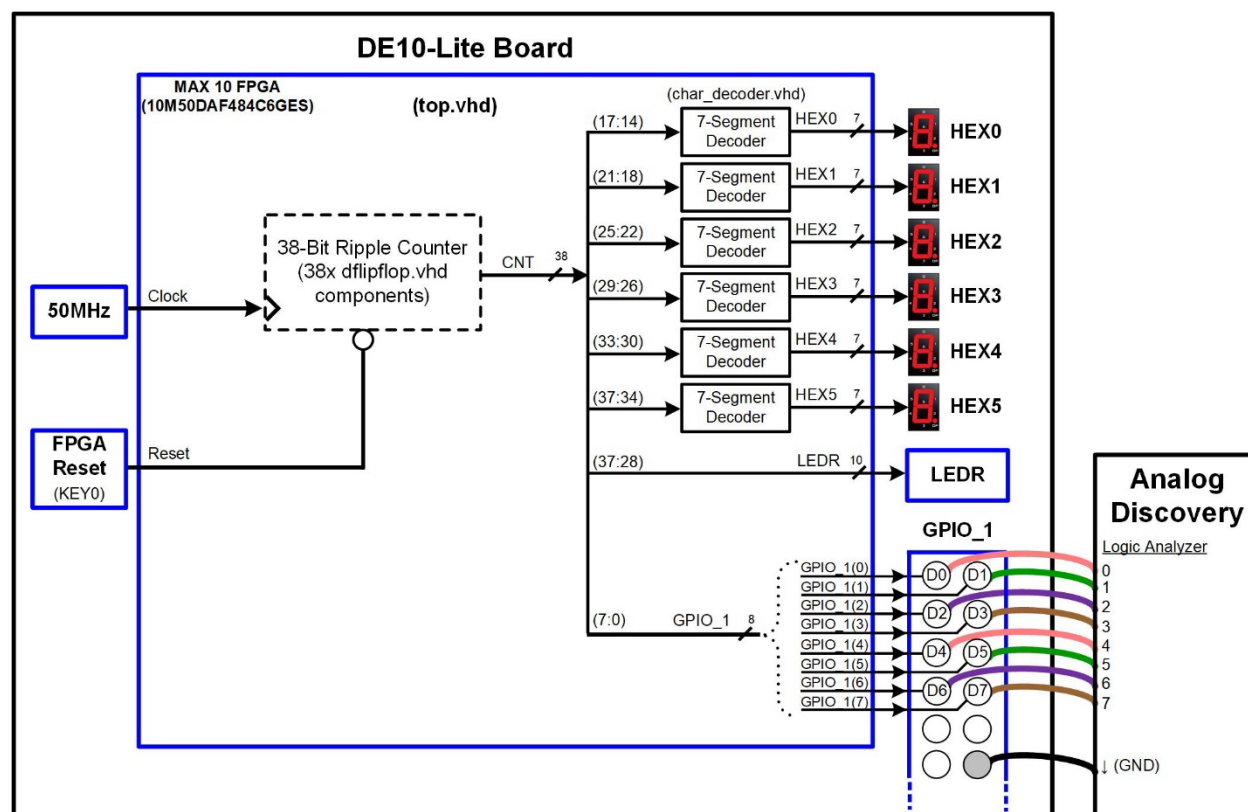 DE10-Lite Board
MAX 10 FPGA
(10M50DAF484C6GES)
(top.vhd)
(char_decoder.vhd)
(17:14)
7-Segment
Decoder
HEX0
7
HEX0
(21:18)
7-Segment
Decoder
HEX1
7
HEX1
(25:22)
7-Segment
Decoder
HEX2
7
HEX2
38-Bit Ripple Counter
(38x dflipflop.vhd
components)
CNT
38
(29:26)
7-Segment
Decoder
HEX3
7
HEX3
50MHz
Clock
(33:30)
7-Segment
Decoder
HEX4
7
HEX4
(37:34)
7-Segment
Decoder
HEX5
7
HEX5
FPGA
Reset
(KEY0)
Reset
(37:28)
LEDR
10
LEDR
Analog
Discovery
Logic Analyzer
GPIO_1
(7:0)
GPIO_1
8
GPIO_1(0)
GPIO_1(1)
GPIO_1(2)
GPIO_1(3)
GPIO_1(4)
GPIO_1(5)
GPIO_1(6)
GPIO_1(7)
D0 D1
D2 D3
D4 D5
D6 D7
0
1
2
3
4
5
6
7
↓ (GND)